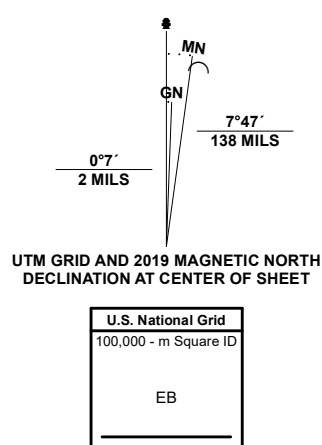 MN
GN
7°47´
138 MILS
0°7´
2 MILS
UTM GRID AND 2019 MAGNETIC NORTH
DECLINATION AT CENTER OF SHEET
U.S. National Grid
100,000 - m Square ID
EB